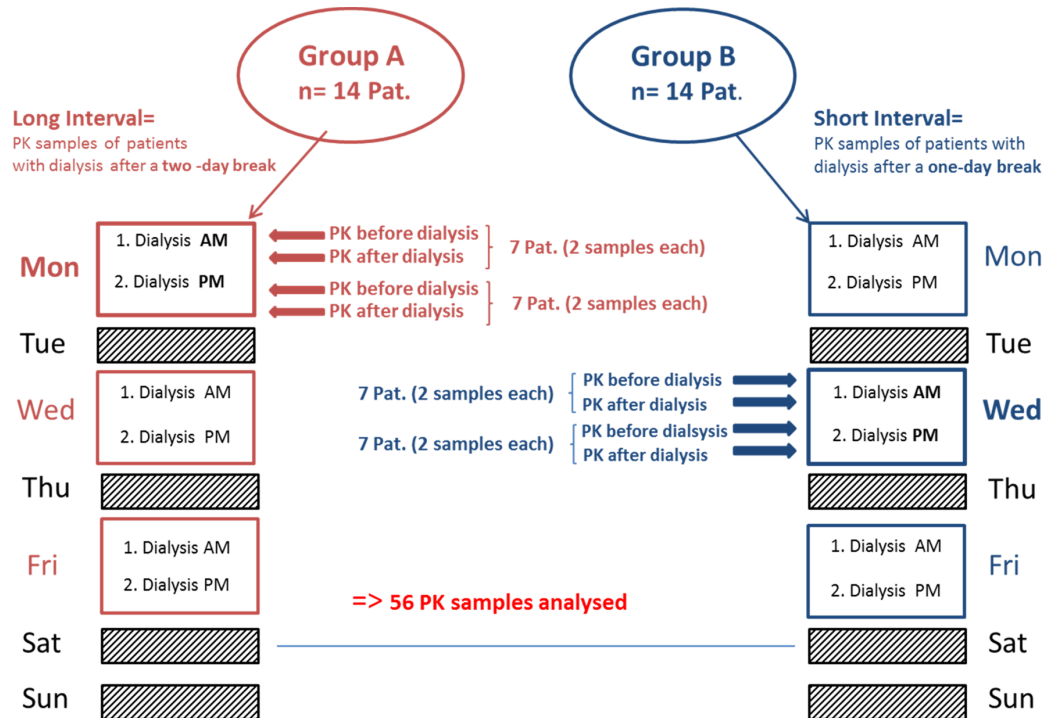 Group A
n= 14 Pat.
Group B
n= 14 Pat.
Long Interval=
PK samples of patients
with dialysis after a two -day break
Short Interval=
PK samples of patients with
dialysis after a one-day break
Mon
1. Dialysis AM
2. Dialysis PM
PK before dialysis
PK after dialysis
7 Pat. (2 samples each)
PK before dialysis
PK after dialysis
7 Pat. (2 samples each)
1. Dialysis AM
2. Dialysis PM
Mon
Tue
Tue
Wed
1. Dialysis AM
2. Dialysis PM
7 Pat. (2 samples each)
PK before dialysis
PK after dialysis
7 Pat. (2 samples each)
PK before dialsysis
PK after dialysis
1. Dialysis AM
2. Dialysis PM
Wed
Thu
Thu
Fri
1. Dialysis AM
2. Dialysis PM
=> 56 PK samples analysed
1. Dialysis AM
2. Dialysis PM
Fri
Sat
Sat
Sun
Sun